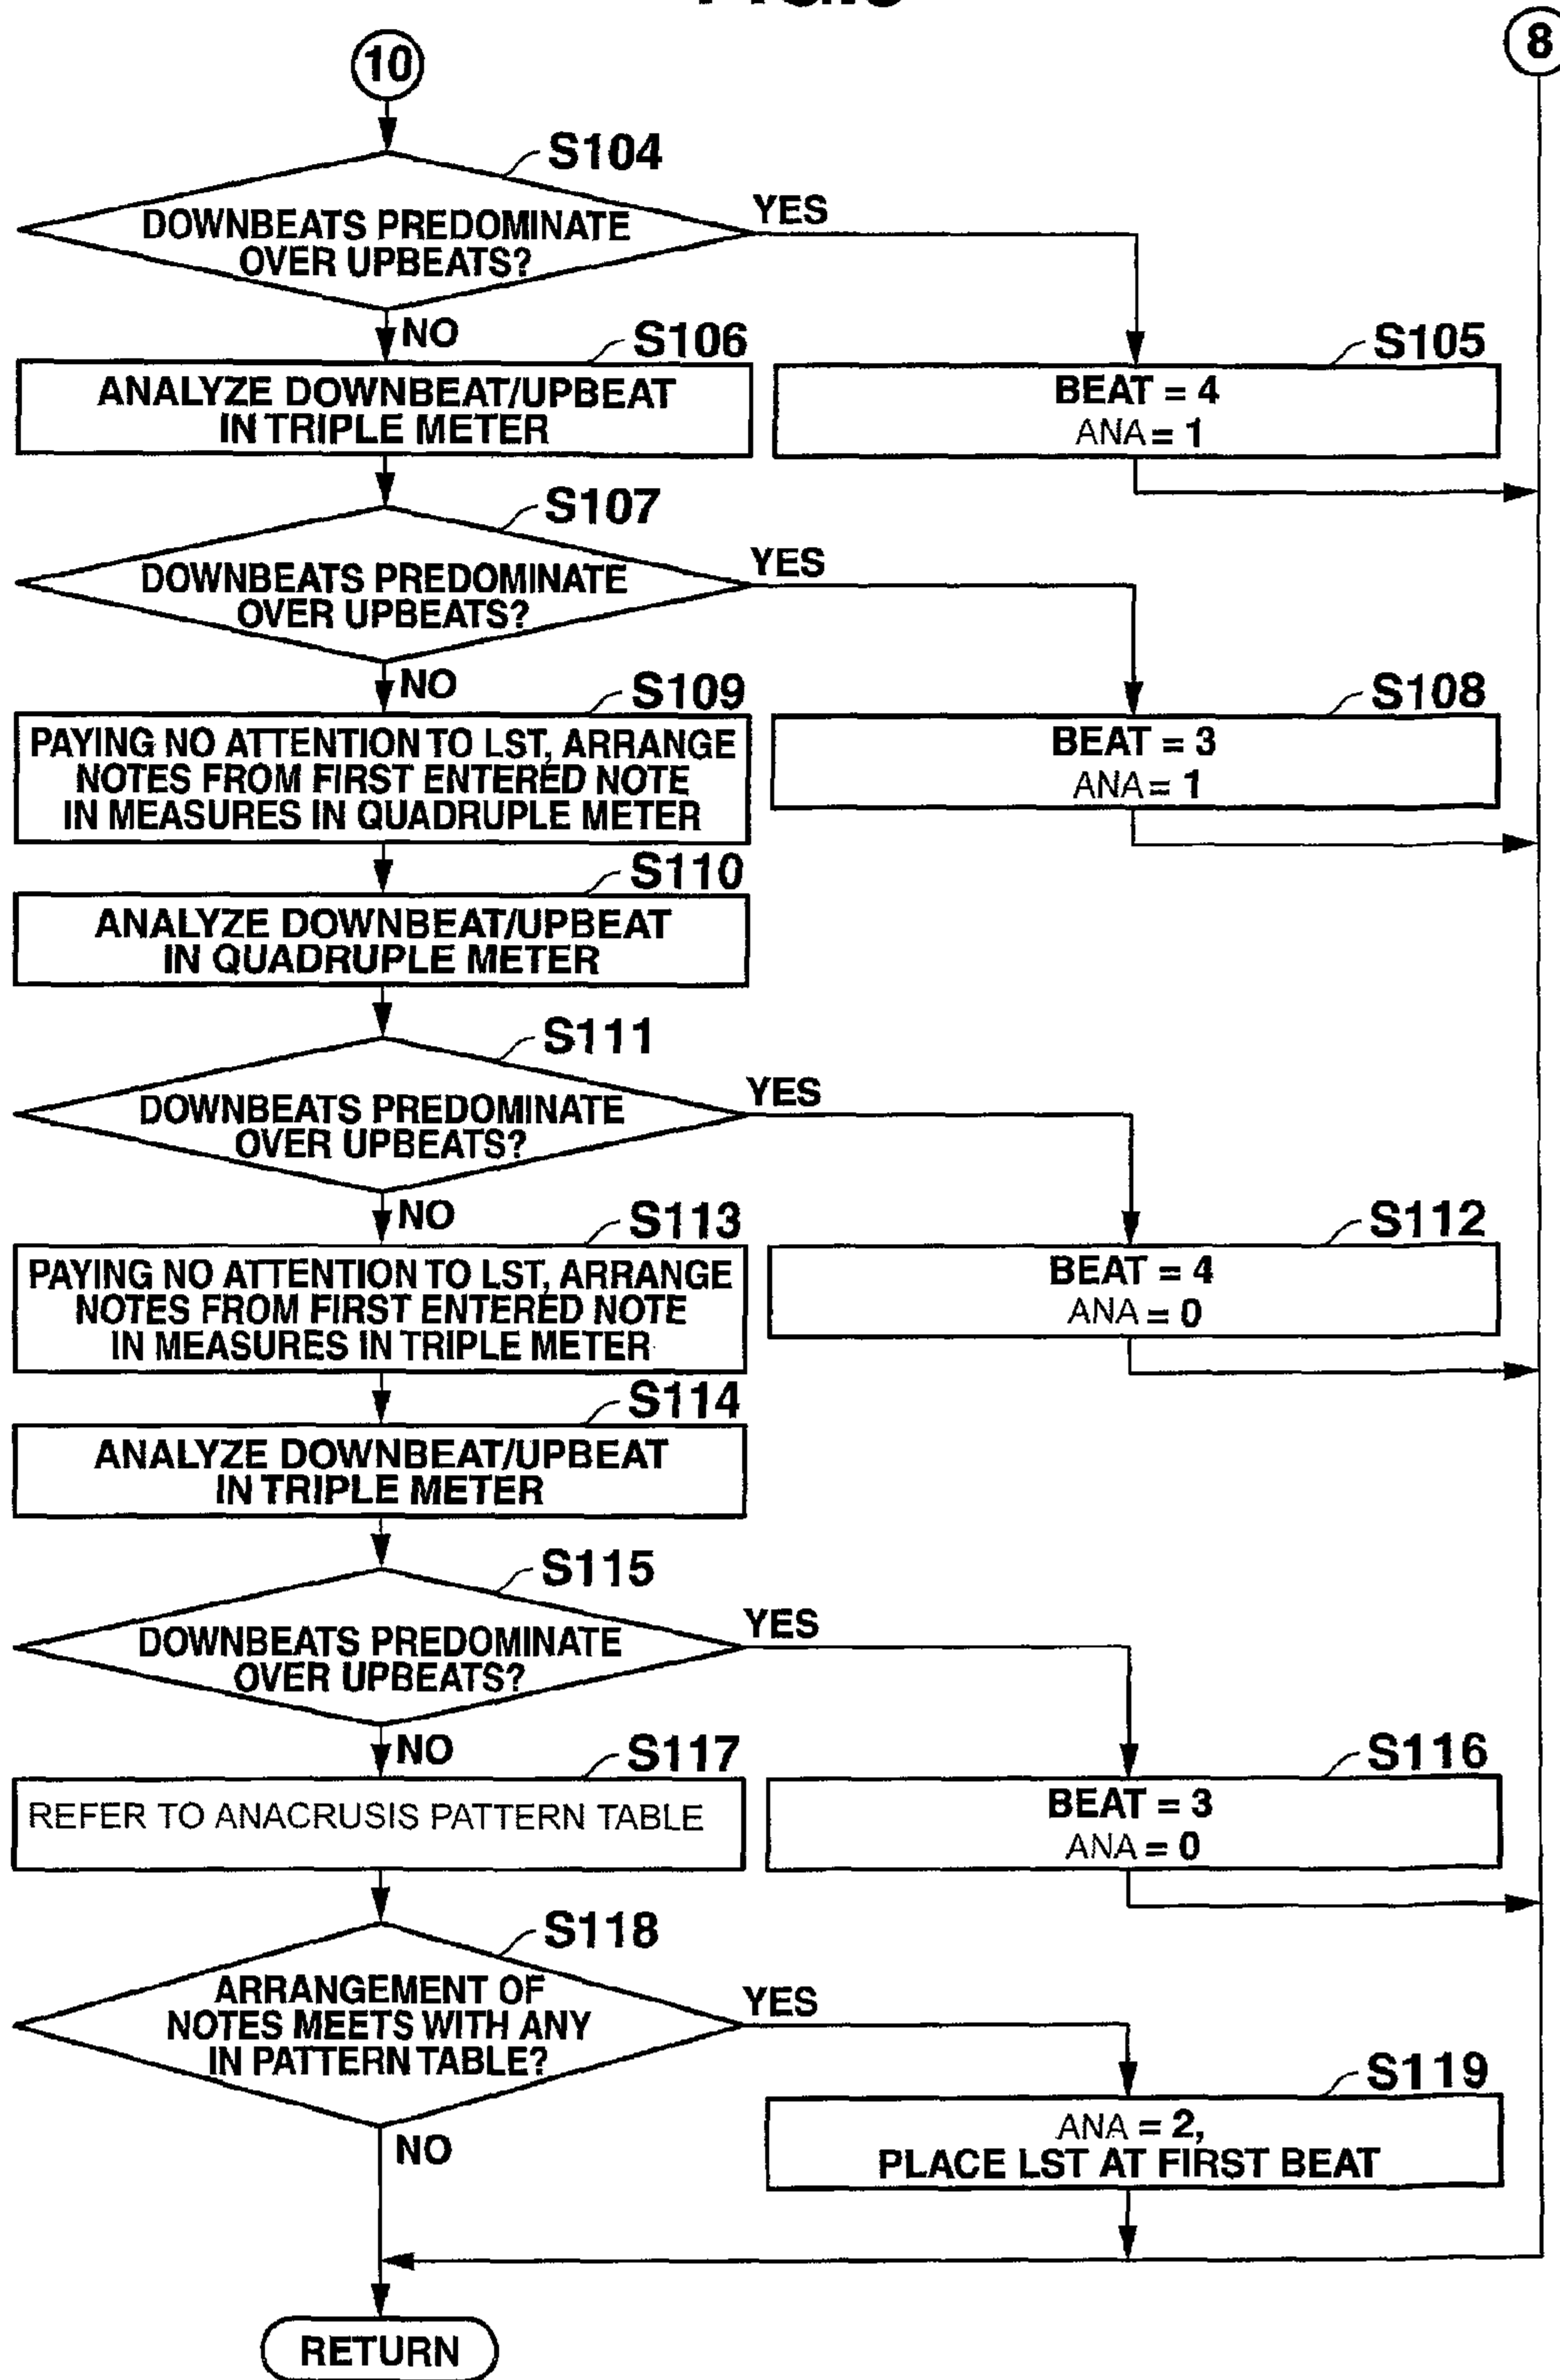 10
8
S104
DOWNBEATS PREDOMINATE
OVER UPBEATS?
YES
NO
S106
ANALYZE DOWNBEAT/UPBEAT
IN TRIPLE METER
S105
BEAT = 4
ANA = 1
S107
DOWNBEATS PREDOMINATE
OVER UPBEATS?
YES
NO
S109
PAYING NO ATTENTION TO LST, ARRANGE
NOTES FROM FIRST ENTERED NOTE
IN MEASURES IN QUADRUPLE METER
S108
BEAT = 3
ANA = 1
S110
ANALYZE DOWNBEAT/UPBEAT
IN QUADRUPLE METER
S111
DOWNBEATS PREDOMINATE
OVER UPBEATS?
YES
NO
S113
PAYING NO ATTENTION TO LST, ARRANGE
NOTES FROM FIRST ENTERED NOTE
IN MEASURES IN TRIPLE METER
S112
BEAT = 4
ANA = 0
S114
ANALYZE DOWNBEAT/UPBEAT
IN TRIPLE METER
S115
DOWNBEATS PREDOMINATE
OVER UPBEATS?
YES
NO
S117
REFER TO ANACRUSIS PATTERN TABLE
S116
BEAT = 3
ANA = 0
S118
ARRANGEMENT OF
NOTES MEETS WITH ANY
IN PATTERN TABLE?
YES
NO
S119
ANA = 2,
PLACE LST AT FIRST BEAT
RETURN